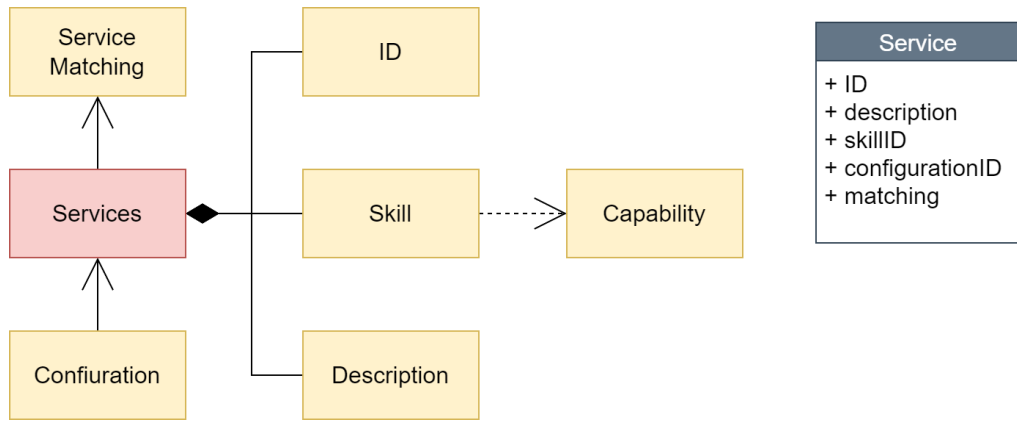 Service
Matching
ID
Services
Skill
Capability
Confiuration
Description
Service
+ ID
+ description
+ skillID
+ configurationID
+ matching